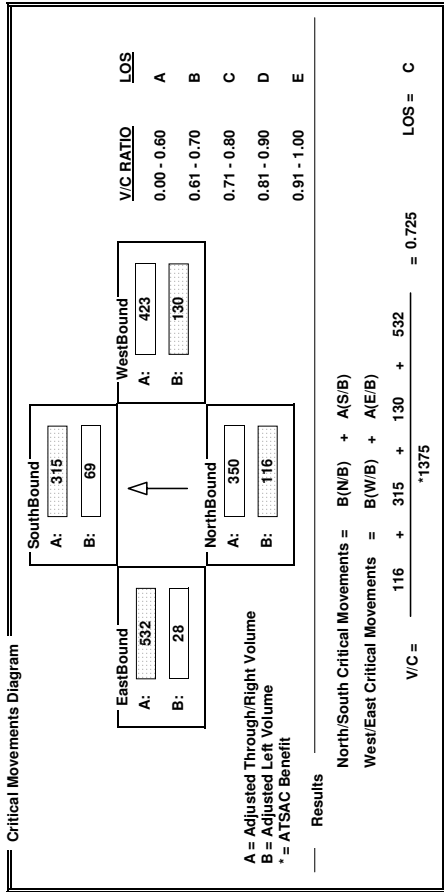 Critical Movements Diagram
SouthBound
A: 315
B: 69
EastBound
A: 532
B: 28
WestBound
A: 423
B: 130
NorthBound
A: 350
B: 116
V/C RATIO LOS
0.00 - 0.60 A
0.61 - 0.70 B
0.71 - 0.80 C
0.81 - 0.90 D
0.91 - 1.00 E
A = Adjusted Through/Right Volume
B = Adjusted Left Volume
* = ATSAC Benefit
Results
North/South Critical Movements = B(N/B) + A(S/B)
West/East Critical Movements = B(W/B) + A(E/B)
V/C = 116 + 315 + 130 + 532 = 0.725 LOS = C
*1375